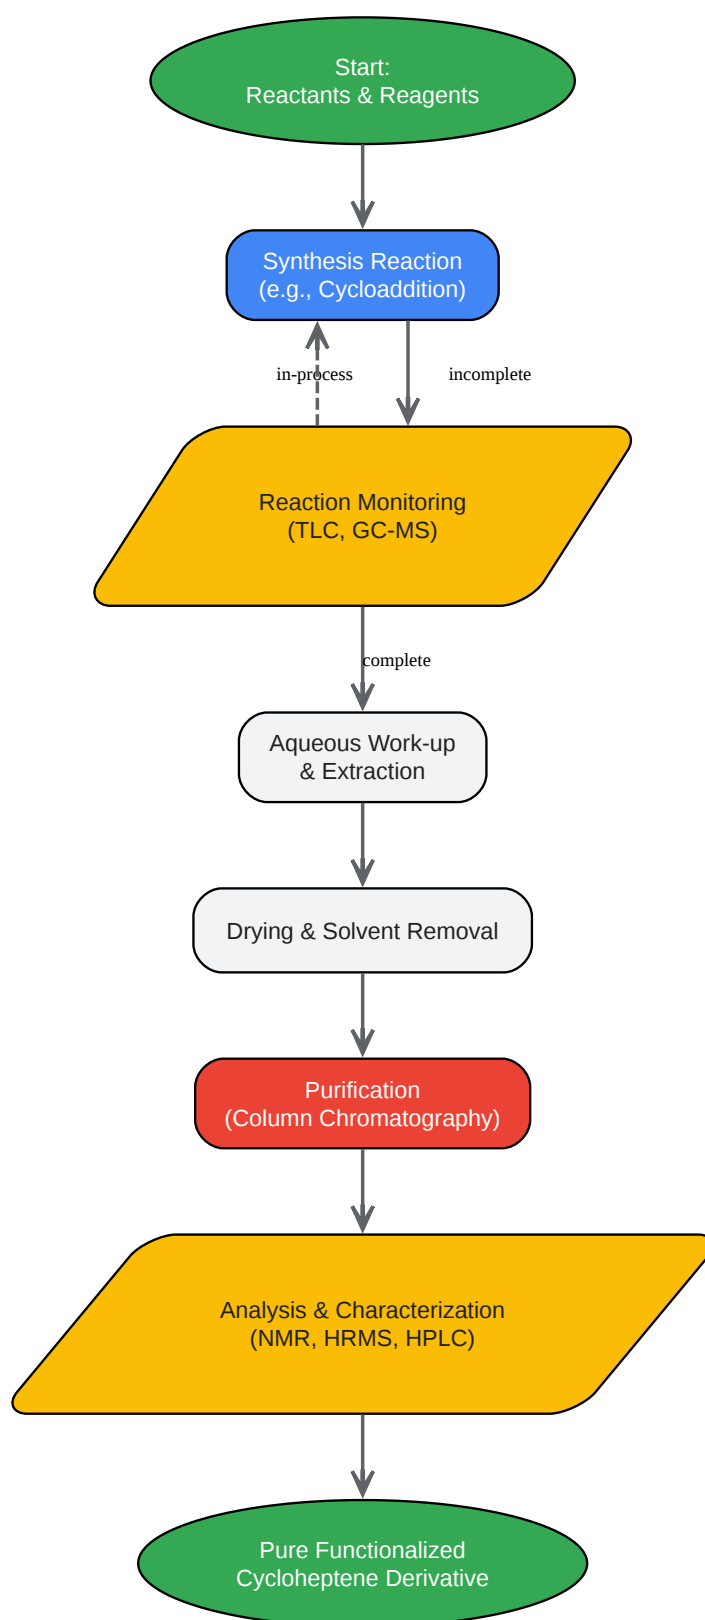 Start:
Reactants & Reagents
Synthesis Reaction
(e.g., Cycloaddition)
in-process
incomplete
Reaction Monitoring
(TLC, GC-MS)
complete
Aqueous Work-up
& Extraction
Drying & Solvent Removal
Purification
(Column Chromatography)
Analysis & Characterization
(NMR, HRMS, HPLC)
Pure Functionalized
Cycloheptene Derivative